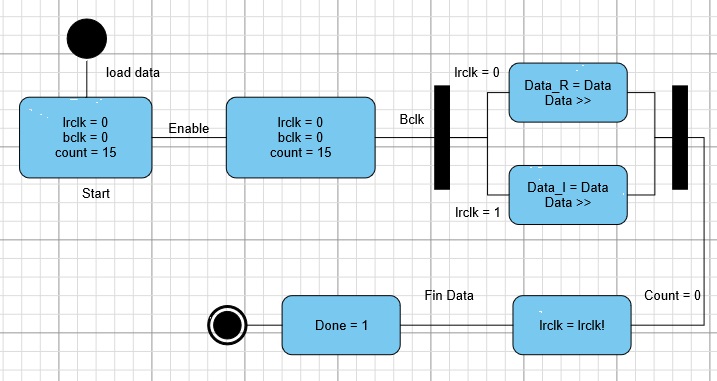 load data
lrclk = 0
bclk = 0
count = 15
Start
Enable
lrclk = 0
bclk = 0
count = 15
Bclk
lrclk = 0
Data_R = Data
Data >>
lrclk = 1
Data_I = Data
Data >>
Count = 0
lrclk = lrclk!
Fin Data
Done = 1